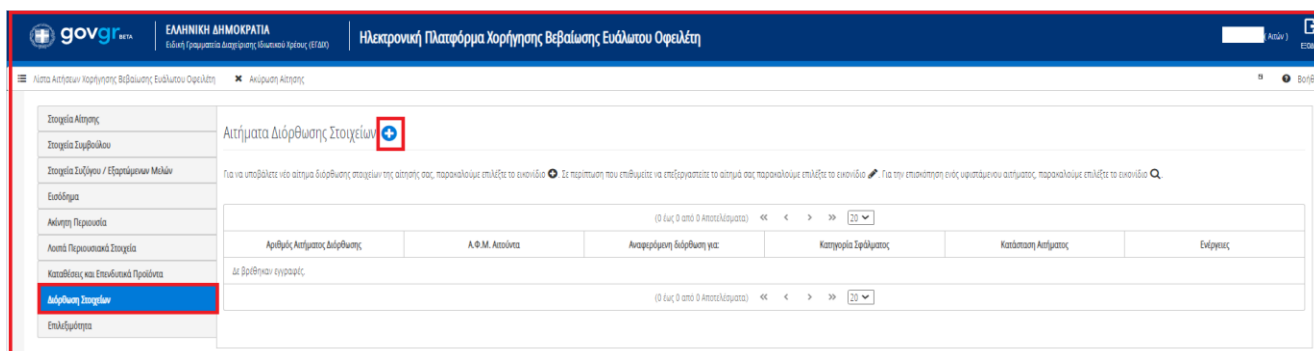 govgr BETA
ΕΛΛΗΝΙΚΗ ΔΗΜΟΚΡΑΤΙΑ
Ειδική Γραμματεία Διαχείρισης Ιδιωτικού Χρέους (ΕΓΔΙΧ)
Ηλεκτρονική Πλατφόρμα Χορήγησης Βεβαίωσης Ευάλωτου Οφειλέτη
( Αιτών )
Λίστα Αιτήσεων Χορήγησης Βεβαίωσης Ευάλωτου Οφειλέτη
Ακύρωση Αίτησης
Στοιχεία Αίτησης
Στοιχεία Συμβούλου
Στοιχεία Συζύγου / Εξαρτώμενων Μελών
Εισόδημα
Ακίνητη Περιουσία
Λοιπά Περιουσιακά Στοιχεία
Καταθέσεις και Επενδυτικά Προϊόντα
Διόρθωση Στοιχείων
Επιλεξιμότητα
Αιτήματα Διόρθωσης Στοιχείων
Για να υποβάλετε νέο αίτημα διόρθωσης στοιχείων της αίτησής σας, παρακαλούμε επιλέξτε το εικονίδιο . Σε περίπτωση που επιθυμείτε να επεξεργαστείτε το αίτημά σας παρακαλούμε επιλέξτε το εικονίδιο . Για την επισκόπηση ενός υφιστάμενου αιτήματος, παρακαλούμε επιλέξτε το εικονίδιο .
(0 έως 0 από 0 Αποτελέσματα) 20
Αριθμός Αιτήματος Διόρθωσης Α.Φ.Μ. Αιτούντα Αναφερόμενη διόρθωση για: Κατηγορία Σφάλματος Κατάσταση Αιτήματος Ενέργειες
Δε βρέθηκαν εγγραφές.
(0 έως 0 από 0 Αποτελέσματα) 20